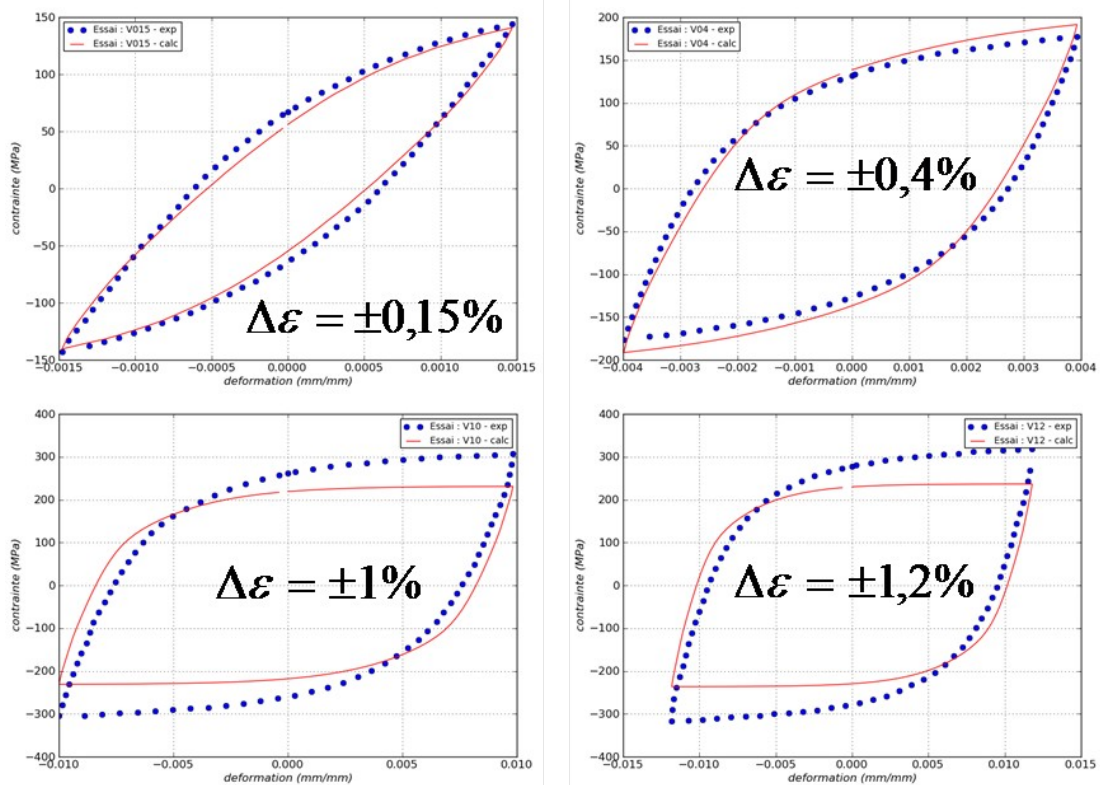 150
Essai : V015 - exp
Essai : V015 - calc
100
50
0
−50
−100
−150
contrainte (MPa)
Δε = ±0,15%
−0.0015 −0.0010 −0.0005 0.0000 0.0005 0.0010 0.0015
deformation (mm/mm)
200
Essai : V04 - exp
Essai : V04 - calc
150
100
50
0
−50
−100
−150
−200
contrainte (MPa)
Δε = ±0,4%
−0.004 −0.003 −0.002 −0.001 0.000 0.001 0.002 0.003 0.004
deformation (mm/mm)
400
Essai : V10 - exp
Essai : V10 - calc
300
200
100
0
−100
−200
−300
−400
contrainte (MPa)
Δε = ±1%
−0.010 −0.005 0.000 0.005 0.010
deformation (mm/mm)
400
Essai : V12 - exp
Essai : V12 - calc
300
200
100
0
−100
−200
−300
−400
contrainte (MPa)
Δε = ±1,2%
−0.015 −0.010 −0.005 0.000 0.005 0.010 0.015
deformation (mm/mm)